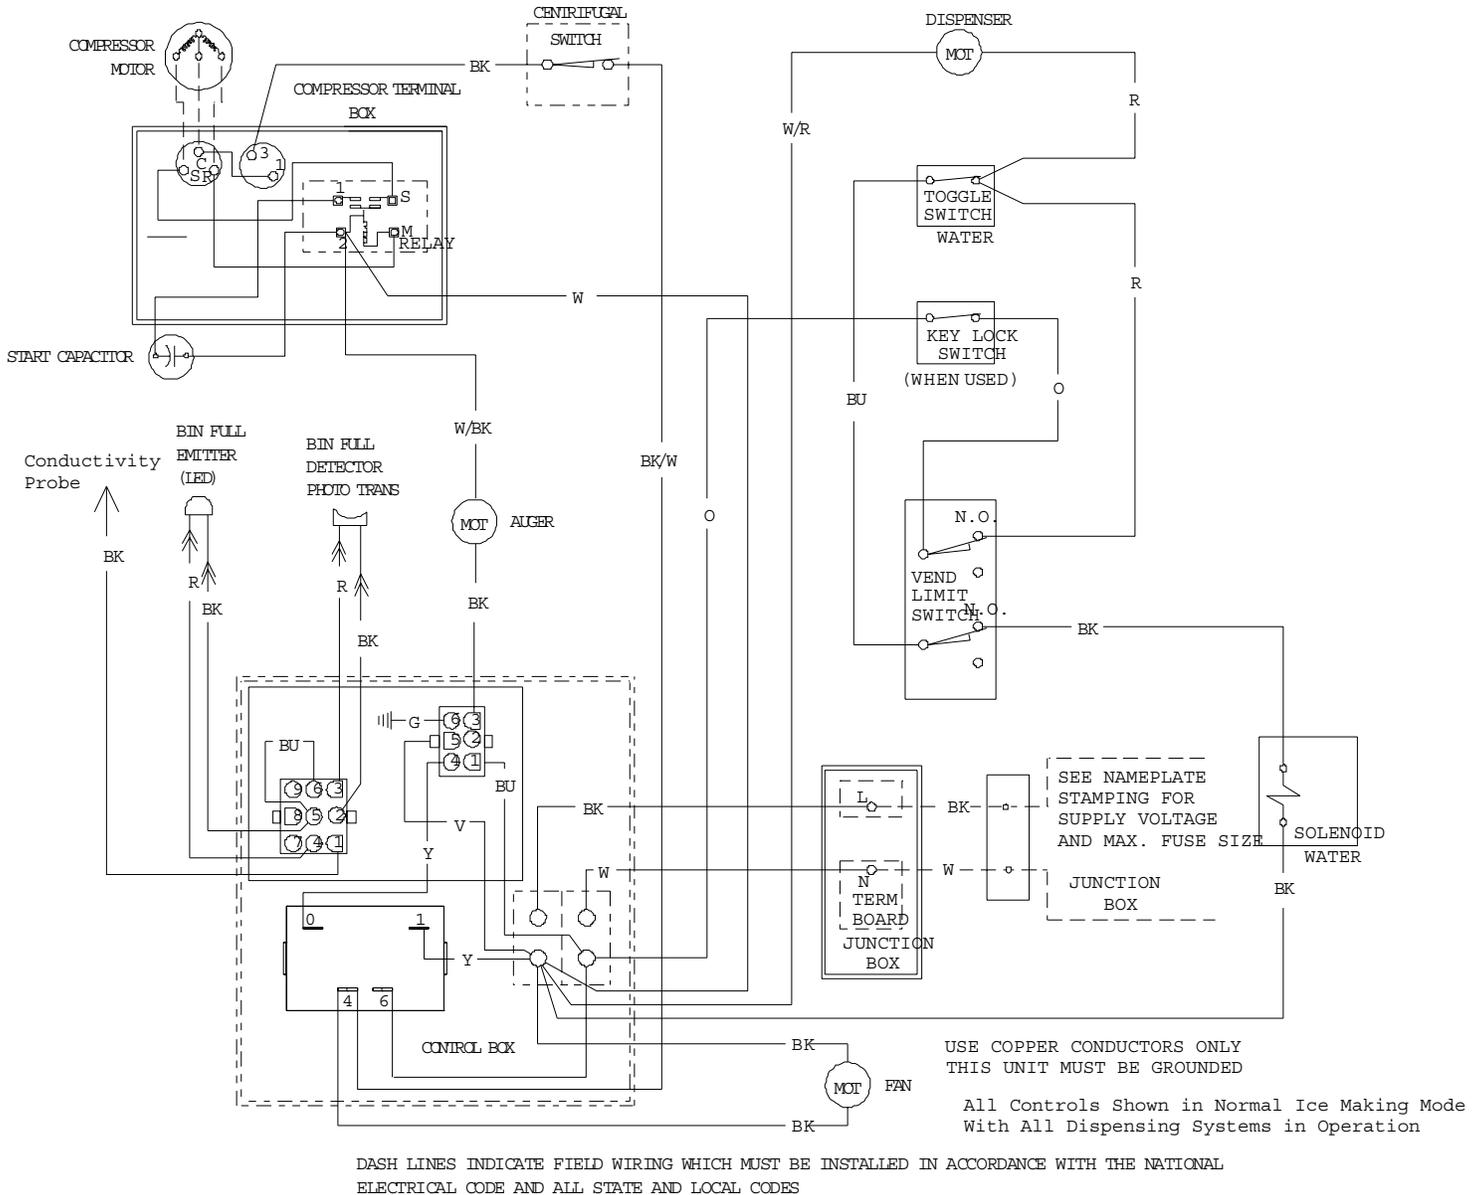 CENTRIFUGAL
SWITCH
DISPENSER
MOT
COMPRESSOR
MOTOR
BK
COMPRESSOR TERMINAL
BOX
R
W/R
3
1
C
SR
1
S
2
M
RELAY
TOGGLE
SWITCH
WATER
R
W
START CAPACITOR
KEY LOCK
SWITCH
(WHEN USED)
O
BU
W/BK
BK/W
BIN FULL
EMITTER
(LED)
BIN FULL
DETECTOR
PHOTO TRANS
Conductivity
Probe
MOT
AUGER
O
N.O.
BK
R
BK
R
BK
BK
VEND
LIMIT
SWITCH
N.O.
BK
BK
G
6 3
5 2
4 1
BU
BU
9 6 3
8 5 2
7 4 1
V
Y
BK
L
BK
SEE NAMEPLATE
STAMPING FOR
SUPPLY VOLTAGE
AND MAX. FUSE SIZE
SOLENOID
WATER
W
N
TERM
BOARD
W
JUNCTION
BOX
BK
JUNCTION
BOX
0
1
Y
4
6
CONTROL BOX
BK
MOT
FAN
BK
USE COPPER CONDUCTORS ONLY
THIS UNIT MUST BE GROUNDED
All Controls Shown in Normal Ice Making Mode
With All Dispensing Systems in Operation
DASH LINES INDICATE FIELD WIRING WHICH MUST BE INSTALLED IN ACCORDANCE WITH THE NATIONAL
ELECTRICAL CODE AND ALL STATE AND LOCAL CODES